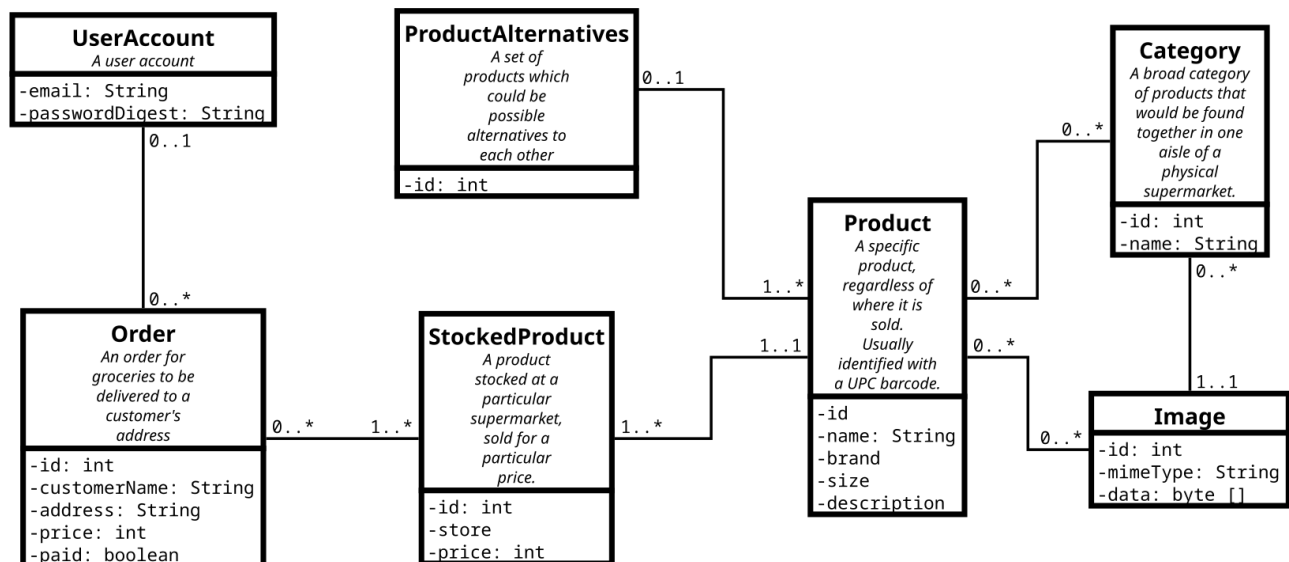 UserAccount
A user account
-email: String
-passwordDigest: String
0..1
0..*
ProductAlternatives
A set of
products which
could be
possible
alternatives to
each other
-id: int
0..1
1..*
Category
A broad category
of products that
would be found
together in one
aisle of a
physical
supermarket.
-id: int
-name: String
0..*
0..*
0..*
1..1
Product
A specific
product,
regardless of
where it is
sold.
Usually
identified with
a UPC barcode.
-id
-name: String
-brand
-size
-description
1..1
1..*
0..*
0..*
Order
An order for
groceries to be
delivered to a
customer's
address
-id: int
-customerName: String
-address: String
-price: int
-paid: boolean
0..*
1..*
StockedProduct
A product
stocked at a
particular
supermarket,
sold for a
particular
price.
-id: int
-store
-price: int
Image
-id: int
-mimeType: String
-data: byte []